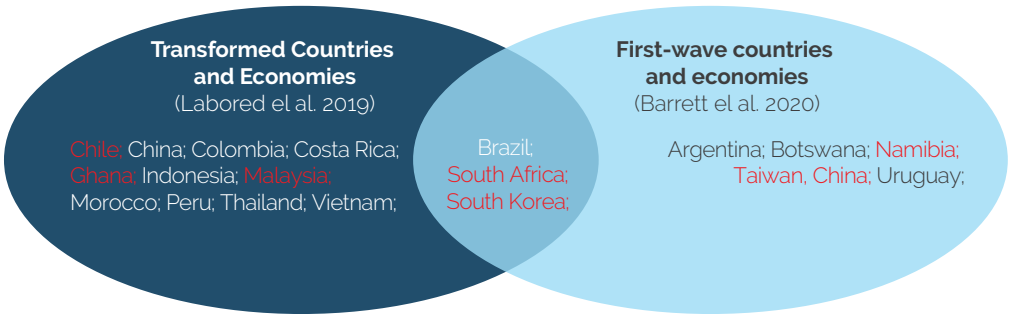 Transformed Countries
and Economies
(Labored el al. 2019)
Chile; China; Colombia; Costa Rica;
Ghana; Indonesia; Malaysia;
Morocco; Peru; Thailand; Vietnam;
Brazil;
South Africa;
South Korea;
First-wave countries
and economies
(Barrett el al. 2020)
Argentina; Botswana; Namibia;
Taiwan, China; Uruguay;